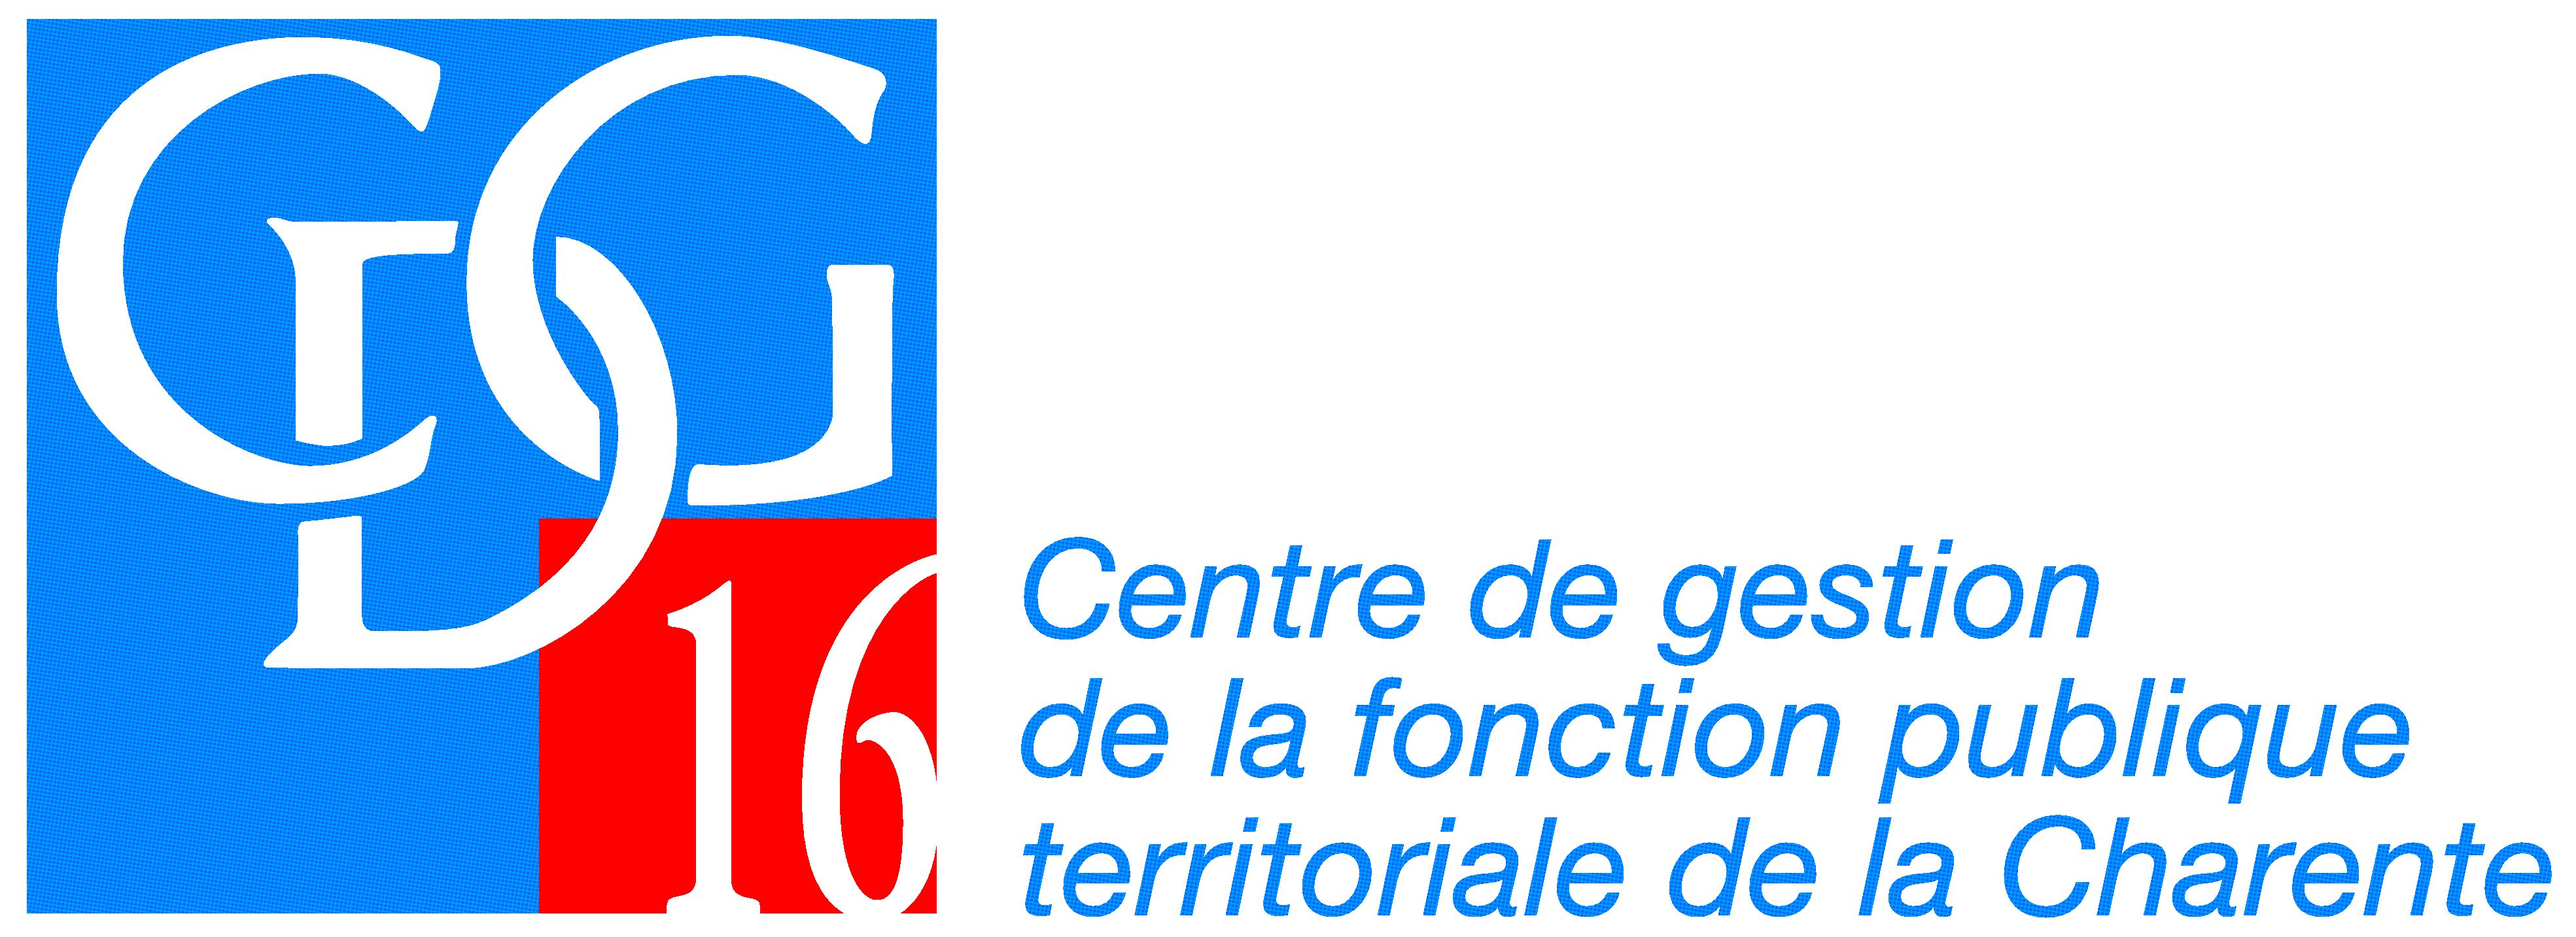 CDG
16
Centre de gestion
de la fonction publique
territoriale de la Charente